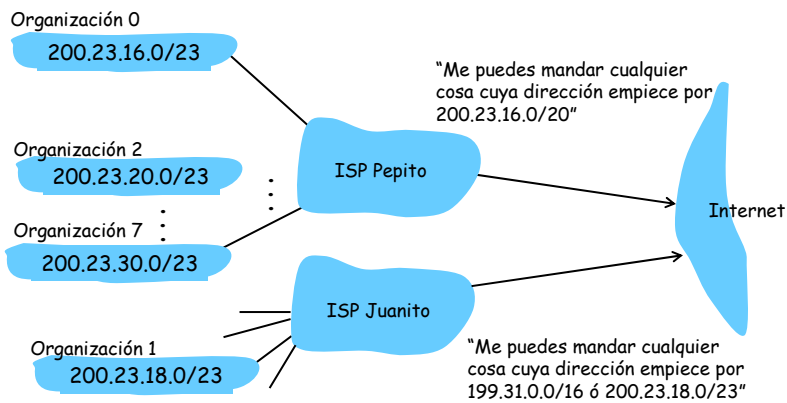 Organización 0
200.23.16.0/23
"Me puedes mandar cualquier
cosa cuya dirección empiece por
200.23.16.0/20"
Organización 2
200.23.20.0/23
ISP Pepito
Internet
Organización 7
200.23.30.0/23
ISP Juanito
Organización 1
200.23.18.0/23
"Me puedes mandar cualquier
cosa cuya dirección empiece por
199.31.0.0/16 ó 200.23.18.0/23"